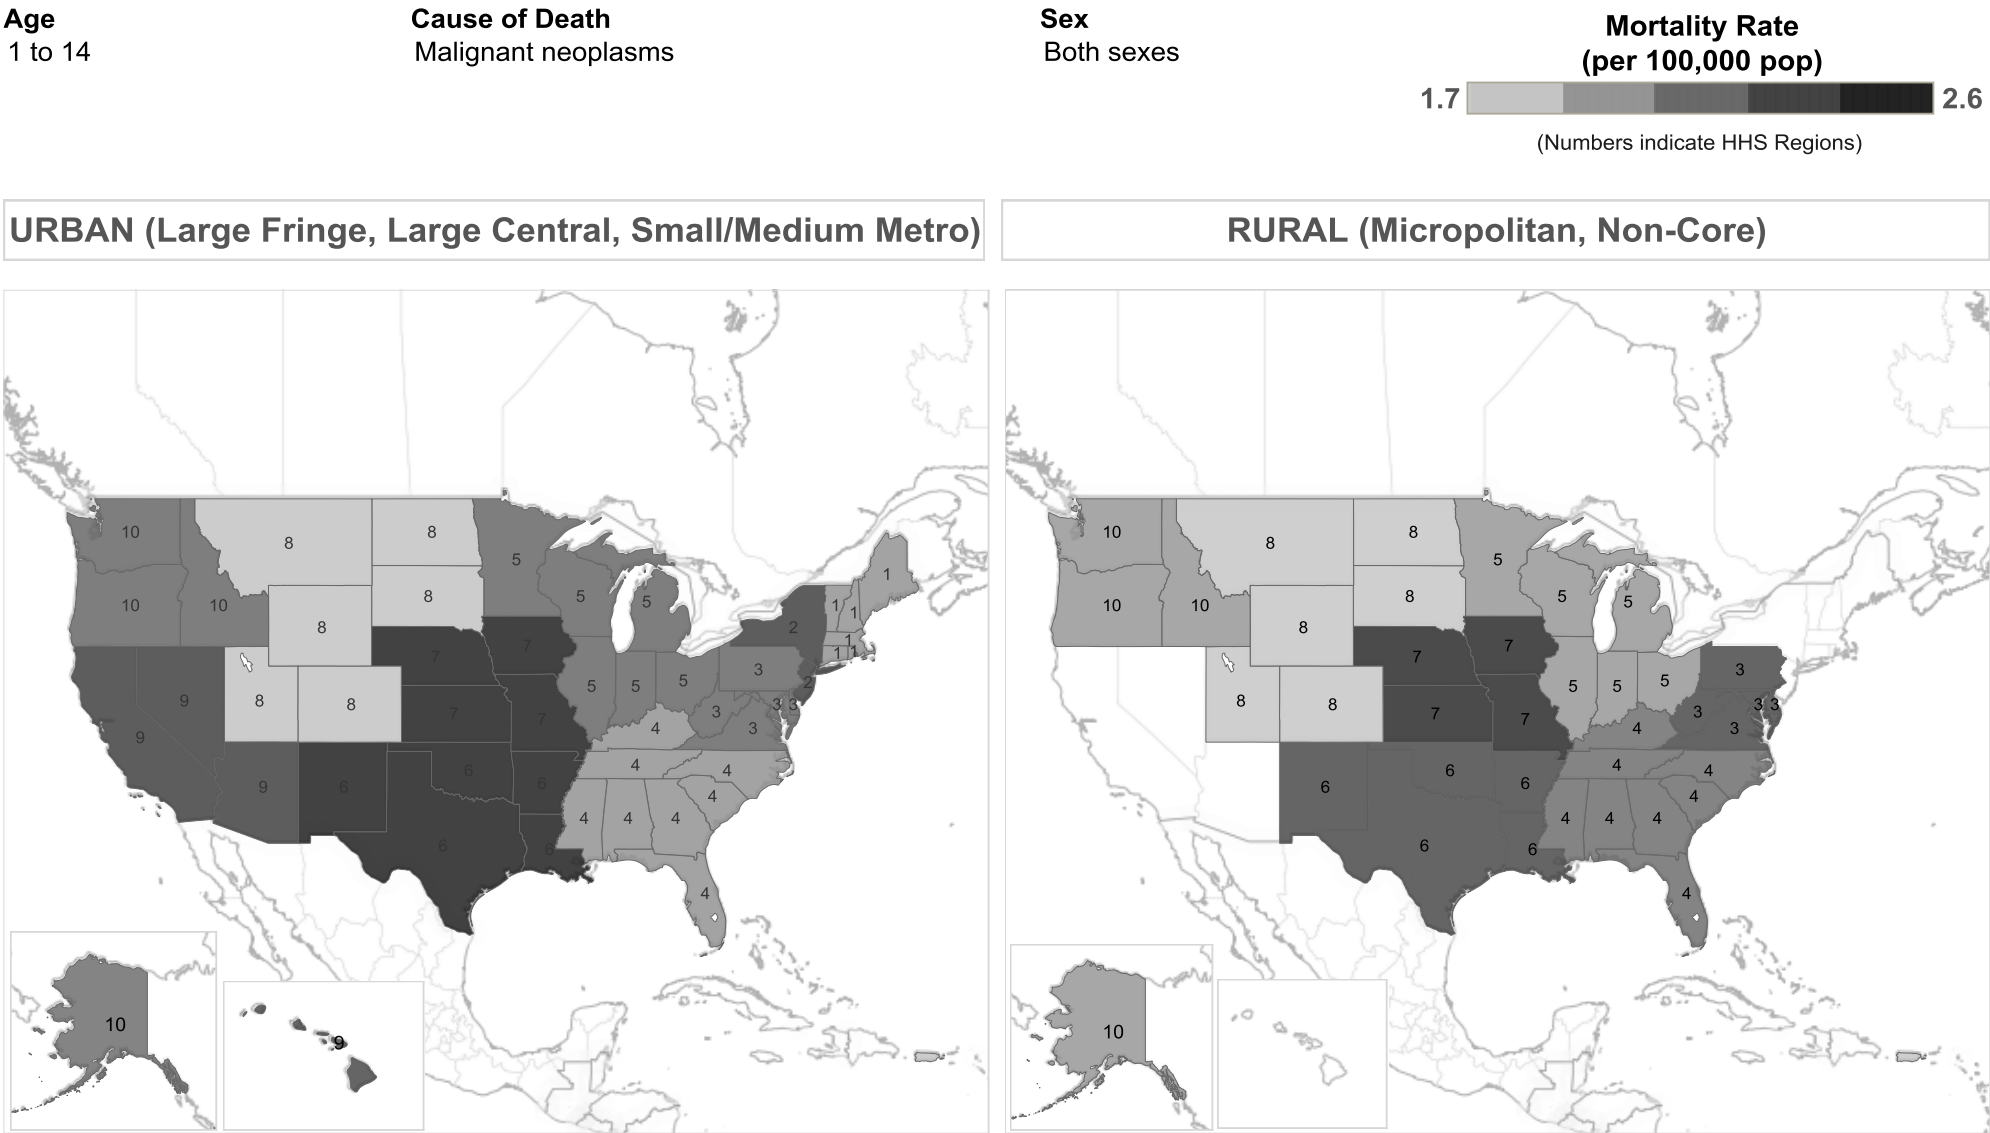 Age
1 to 14
Cause of Death
Malignant neoplasms
Sex
Both sexes
Mortality Rate
(per 100,000 pop)
1.7 2.6
(Numbers indicate HHS Regions)
URBAN (Large Fringe, Large Central, Small/Medium Metro)
10 8 8 5 1
10 10 8 5 5 1 1
8 2 1
7 7 1 1
9 8 8 7 7 5 5 5 3 2
9 4 3 3 3 3
9 6 6 6 4 4
6 6 4 4 4 4
4
10
9
RURAL (Micropolitan, Non-Core)
10 8 8 5
10 10 8 5 5
8
7 7
8 8 7 7 5 5 5 3
4 3 3 3 3
6 6 6 4 4
6 6 4 4 4 4
4
10